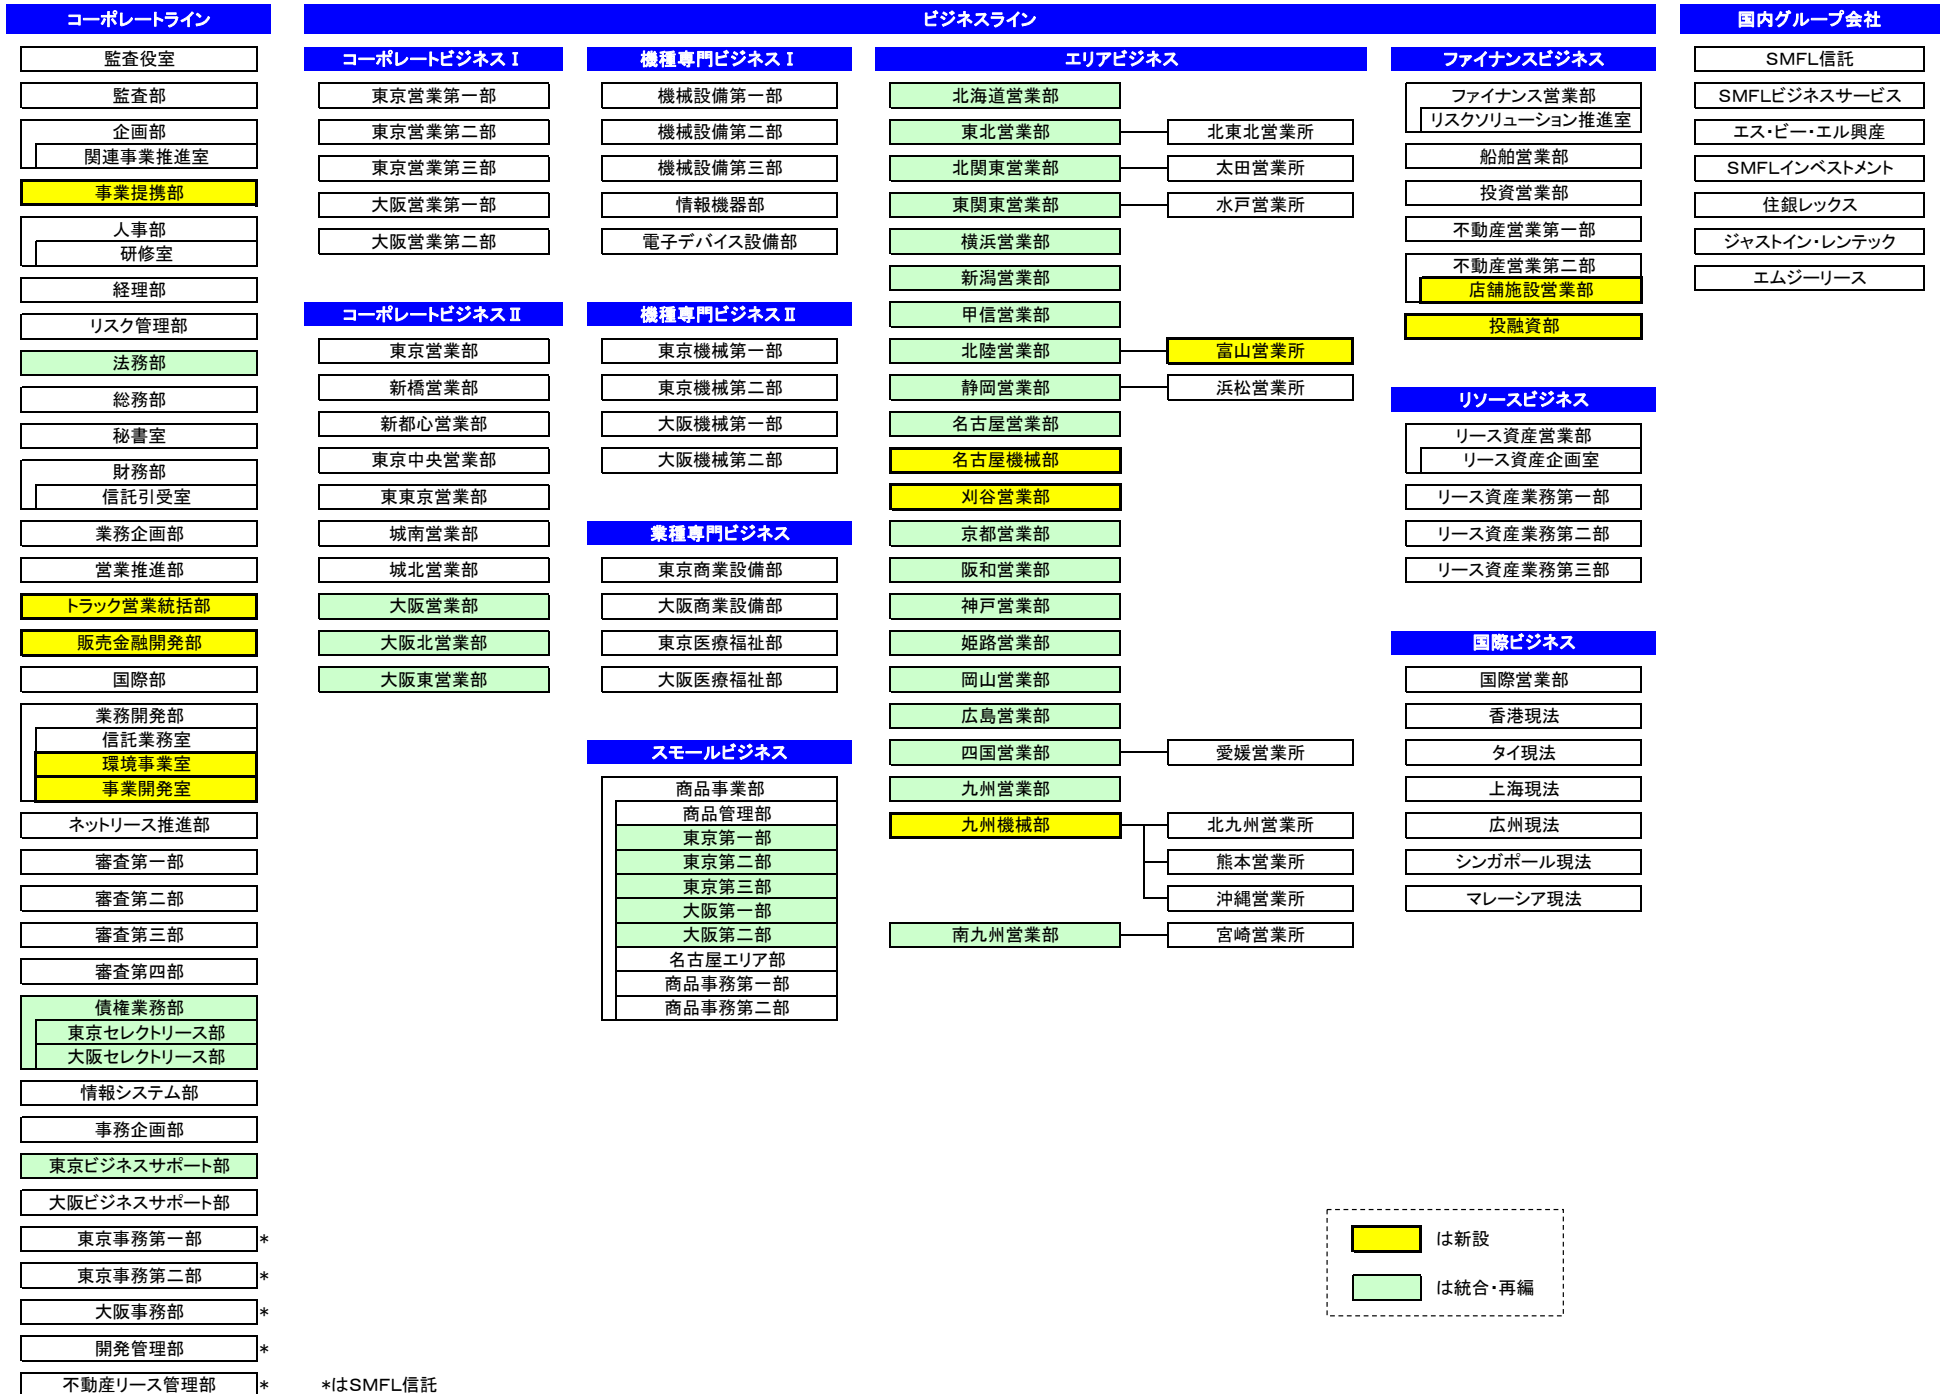 コーポレートライン
監査役室
監査部
企画部
関連事業推進室
事業提携部
人事部
研修室
経理部
リスク管理部
法務部
総務部
秘書室
財務部
信託引受室
業務企画部
営業推進部
トラック営業統括部
販売金融開発部
国際部
業務開発部
信託業務室
環境事業室
事業開発室
ネットリース推進部
審査第一部
審査第二部
審査第三部
審査第四部
債権業務部
東京セレクトリース部
大阪セレクトリース部
情報システム部
事務企画部
東京ビジネスサポート部
大阪ビジネスサポート部
東京事務第一部 *
東京事務第二部 *
大阪事務部 *
開発管理部 *
不動産リース管理部 *
*はSMFL信託
ビジネスライン
コーポレートビジネスⅠ
東京営業第一部
東京営業第二部
東京営業第三部
大阪営業第一部
大阪営業第二部
コーポレートビジネスⅡ
東京営業部
新橋営業部
新都心営業部
東京中央営業部
東東京営業部
城南営業部
城北営業部
大阪営業部
大阪北営業部
大阪東営業部
機種専門ビジネスⅠ
機械設備第一部
機械設備第二部
機械設備第三部
情報機器部
電子デバイス設備部
機種専門ビジネスⅡ
東京機械第一部
東京機械第二部
大阪機械第一部
大阪機械第二部
業種専門ビジネス
東京商業設備部
大阪商業設備部
東京医療福祉部
大阪医療福祉部
スモールビジネス
商品事業部
商品管理部
東京第一部
東京第二部
東京第三部
大阪第一部
大阪第二部
名古屋エリア部
商品事務第一部
商品事務第二部
エリアビジネス
北海道営業部
東北営業部 北東北営業所
北関東営業部 太田営業所
東関東営業部 水戸営業所
横浜営業部
新潟営業部
甲信営業部
北陸営業部 富山営業所
静岡営業部 浜松営業所
名古屋営業部
名古屋機械部
刈谷営業部
京都営業部
阪和営業部
神戸営業部
姫路営業部
岡山営業部
広島営業部
四国営業部 愛媛営業所
九州営業部
九州機械部 北九州営業所
熊本営業所
沖縄営業所
南九州営業部 宮崎営業所
ファイナンスビジネス
ファイナンス営業部
リスクソリューション推進室
船舶営業部
投資営業部
不動産営業第一部
不動産営業第二部
店舗施設営業部
投融資部
リソースビジネス
リース資産営業部
リース資産企画室
リース資産業務第一部
リース資産業務第二部
リース資産業務第三部
国際ビジネス
国際営業部
香港現法
タイ現法
上海現法
広州現法
シンガポール現法
マレーシア現法
は新設
は統合・再編
国内グループ会社
SMFL信託
SMFLビジネスサービス
エス・ビー・エル興産
SMFLインベストメント
住銀レックス
ジャストイン・レンテック
エムジーリース